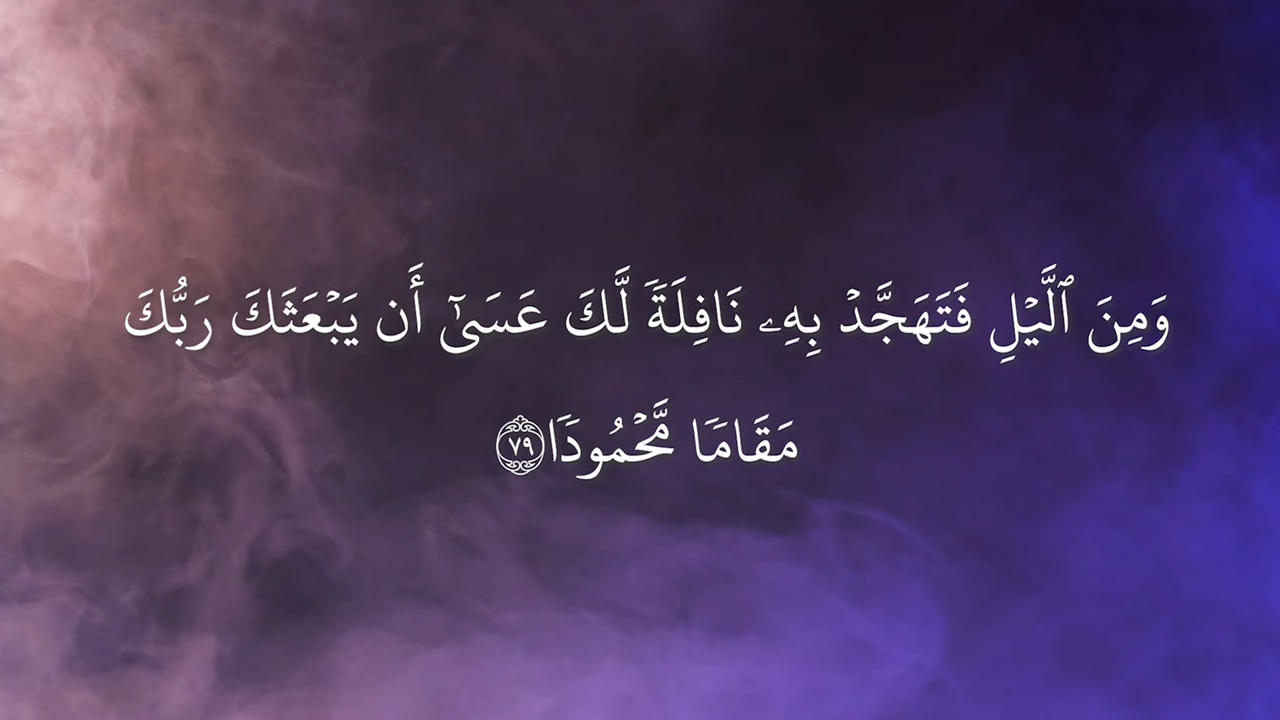 وَمِنَ ٱلَّيْلِ فَتَهَجَّدْ بِهِۦ نَافِلَةً لَّكَ عَسَىٰٓ أَن يَبْعَثَكَ رَبُّكَ
مَقَامًا مَّحْمُودًا ٧٩